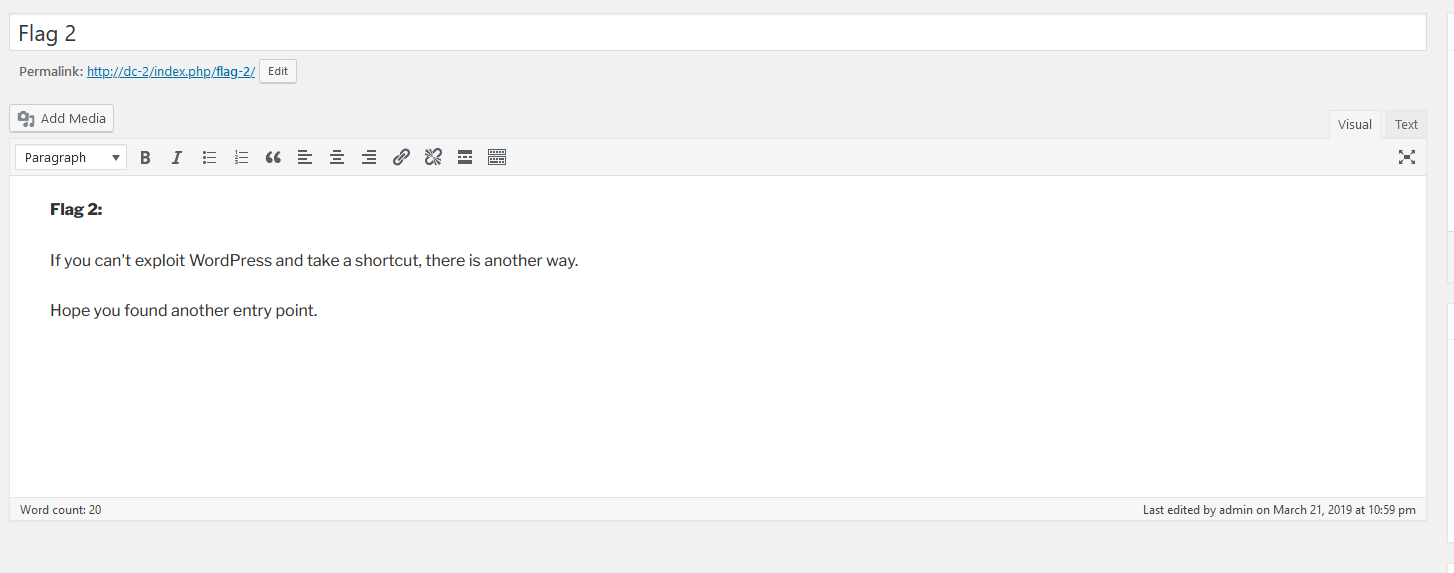 Flag 2
Permalink: http://dc-2/index.php/flag-2/ Edit
Add Media
Visual Text
Paragraph
Flag 2:
If you can't exploit WordPress and take a shortcut, there is another way.
Hope you found another entry point.
Word count: 20 Last edited by admin on March 21, 2019 at 10:59 pm